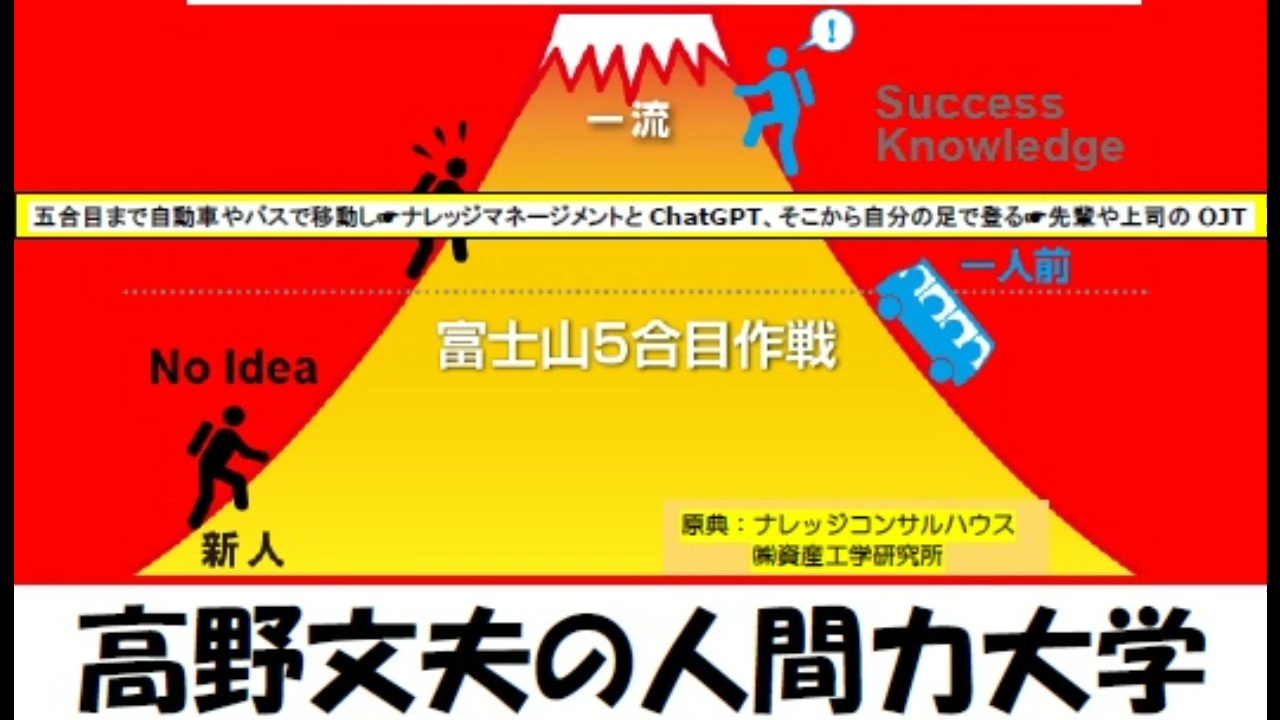 !
一流
Success
Knowledge
五合目まで自動車やバスで移動し☛ナレッジマネージメントと ChatGPT、そこから自分の足で登る☛先輩や上司の OJT
一人前
富士山5合目作戦
No Idea
新人
原典：ナレッジコンサルハウス
㈱資産工学研究所
高野文夫の人間力大学